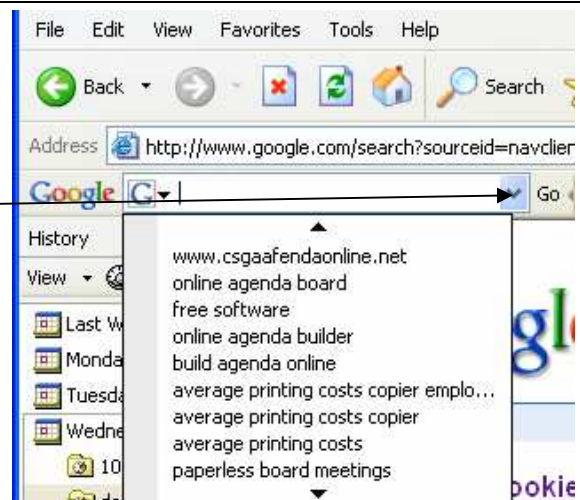 File Edit View Favorites Tools Help
Back Search
Address http://www.google.com/search?sourceid=navclien
Google G Go
History
View
www.csgaafendaonline.net
online agenda board
free software
online agenda builder
build agenda online
average printing costs copier emplo...
average printing costs copier
average printing costs
paperless board meetings
Last W
Monda
Tuesda
Wedne
10
gl
ookie